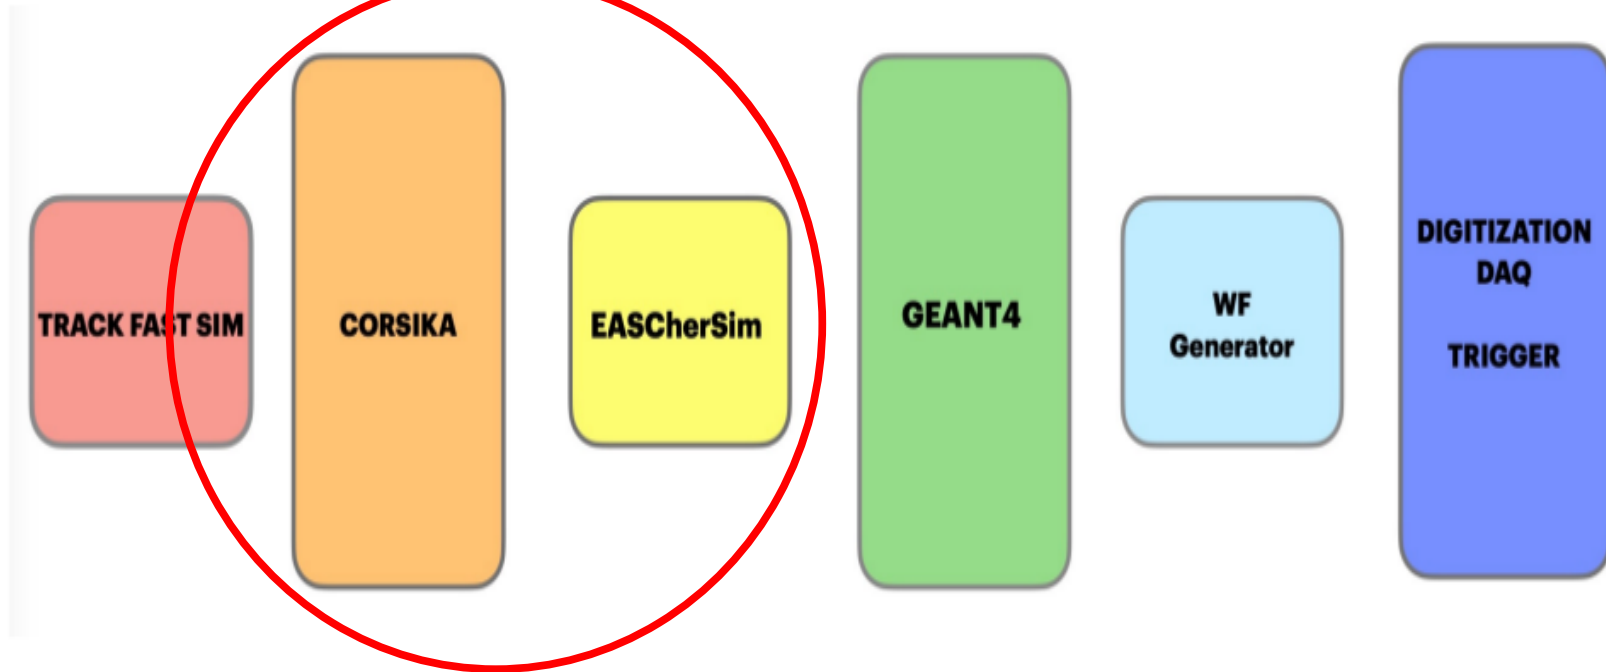 TRACK FAST SIM
CORSIKA
EASCherSim
GEANT4
WF
Generator
DIGITIZATION
DAQ
TRIGGER